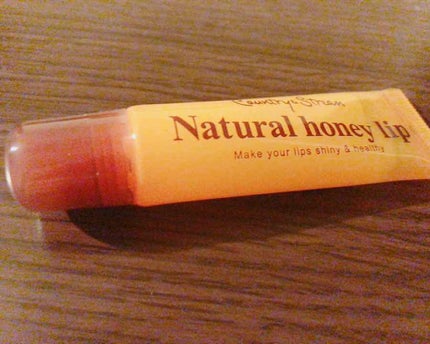 Country & Stream
Natural honey lip
Make your lips shiny & healthy